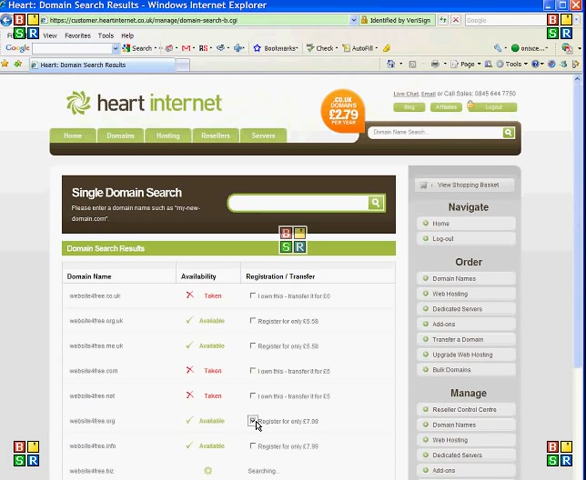 Heart: Domain Search Results - Windows Internet Explorer
https://customer.heartinternet.co.uk/manage/domain-search-b.cgi
Identified by VeriSign
Google
View Favorites Tools Help
Google
Search
Bookmarks
Check
AutoFill
Heart: Domain Search Results
Page
Tools
heart internet
.CO.UK
DOMAINS
£2.79
PER YEAR
Live Chat, Email or Call Sales: 0845 644 7750
Blog
Affiliates
Logout
Home
Domains
Hosting
Resellers
Servers
Domain Name Search...
Single Domain Search
Please enter a domain name such as "my-new-
domain.com".
View Shopping Basket
Navigate
Home
Log-out
Domain Search Results
Domain Name
Availability
Registration / Transfer
website4free.co.uk Taken I own this - transfer it for £0
website4free.org.uk Available Register for only £5.58
website4free.me.uk Available Register for only £5.58
website4free.com Taken I own this - transfer it for £5
website4free.net Taken I own this - transfer it for £5
website4free.org Available Register for only £7.99
website4free.info Available Register for only £7.99
website4free.biz Searching..
Order
Domain Names
Web Hosting
Dedicated Servers
Add-ons
Transfer a Domain
Upgrade Web Hosting
Bulk Domains
Manage
Reseller Control Centre
Domain Names
Web Hosting
Dedicated Servers
Add-ons
B
S R
B
S R
B
S R
B
S R
B
S R